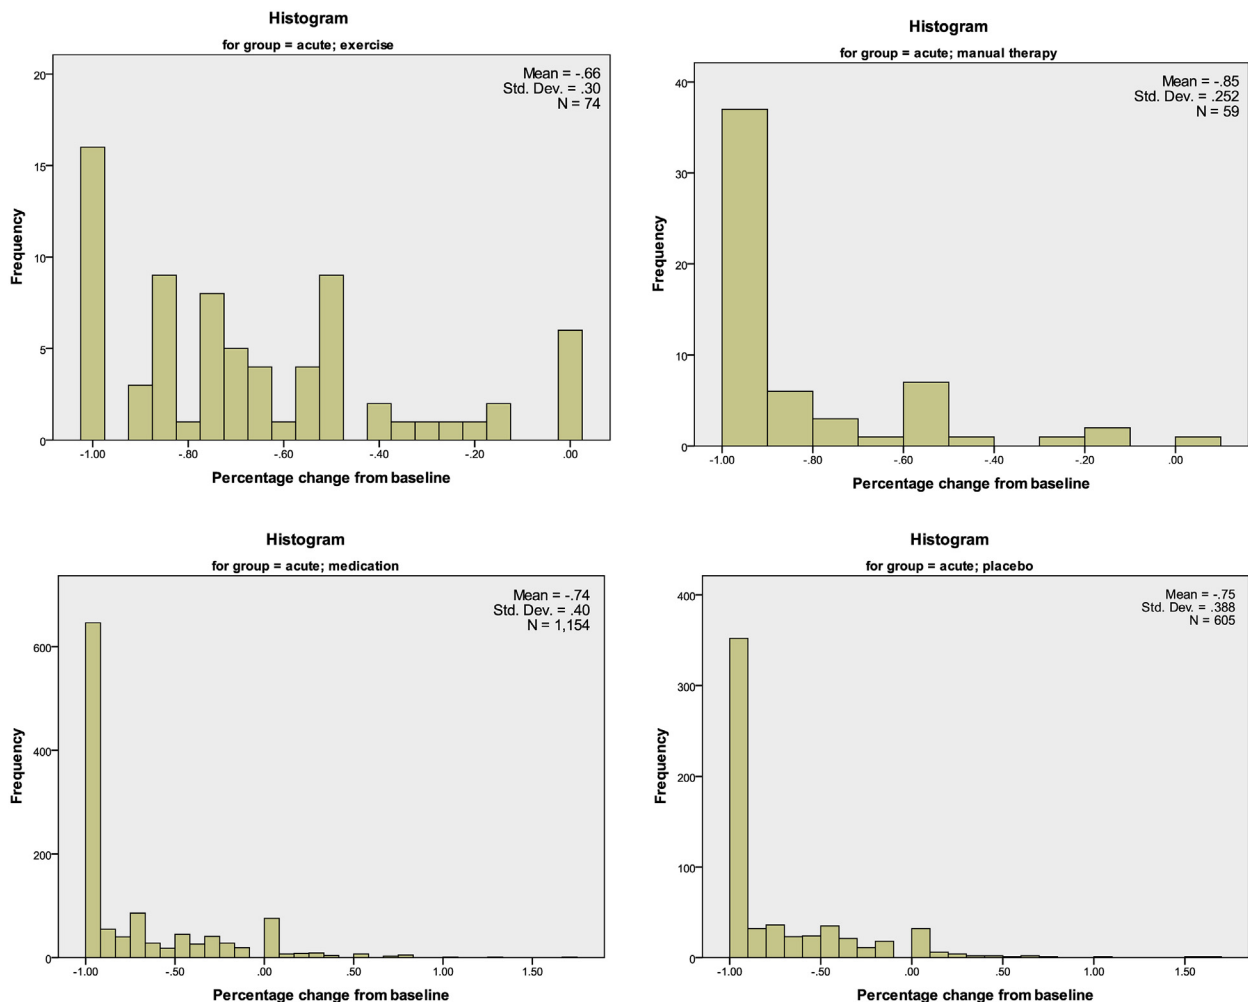 Histogram
for group = acute; exercise
Mean = -.66
Std. Dev. = .30
N = 74
20
15
10
5
0
Frequency
-1.00 -.80 -.60 -.40 -.20 .00
Percentage change from baseline
Histogram
for group = acute; manual therapy
Mean = -.85
Std. Dev. = .252
N = 59
40
30
20
10
0
Frequency
-1.00 -.80 -.60 -.40 -.20 .00
Percentage change from baseline
Histogram
for group = acute; medication
Mean = -.74
Std. Dev. = .40
N = 1,154
600
400
200
0
Frequency
-1.00 -.50 .00 .50 1.00 1.50
Percentage change from baseline
Histogram
for group = acute; placebo
Mean = -.75
Std. Dev. = .388
N = 605
400
300
200
100
0
Frequency
-1.00 -.50 .00 .50 1.00 1.50
Percentage change from baseline